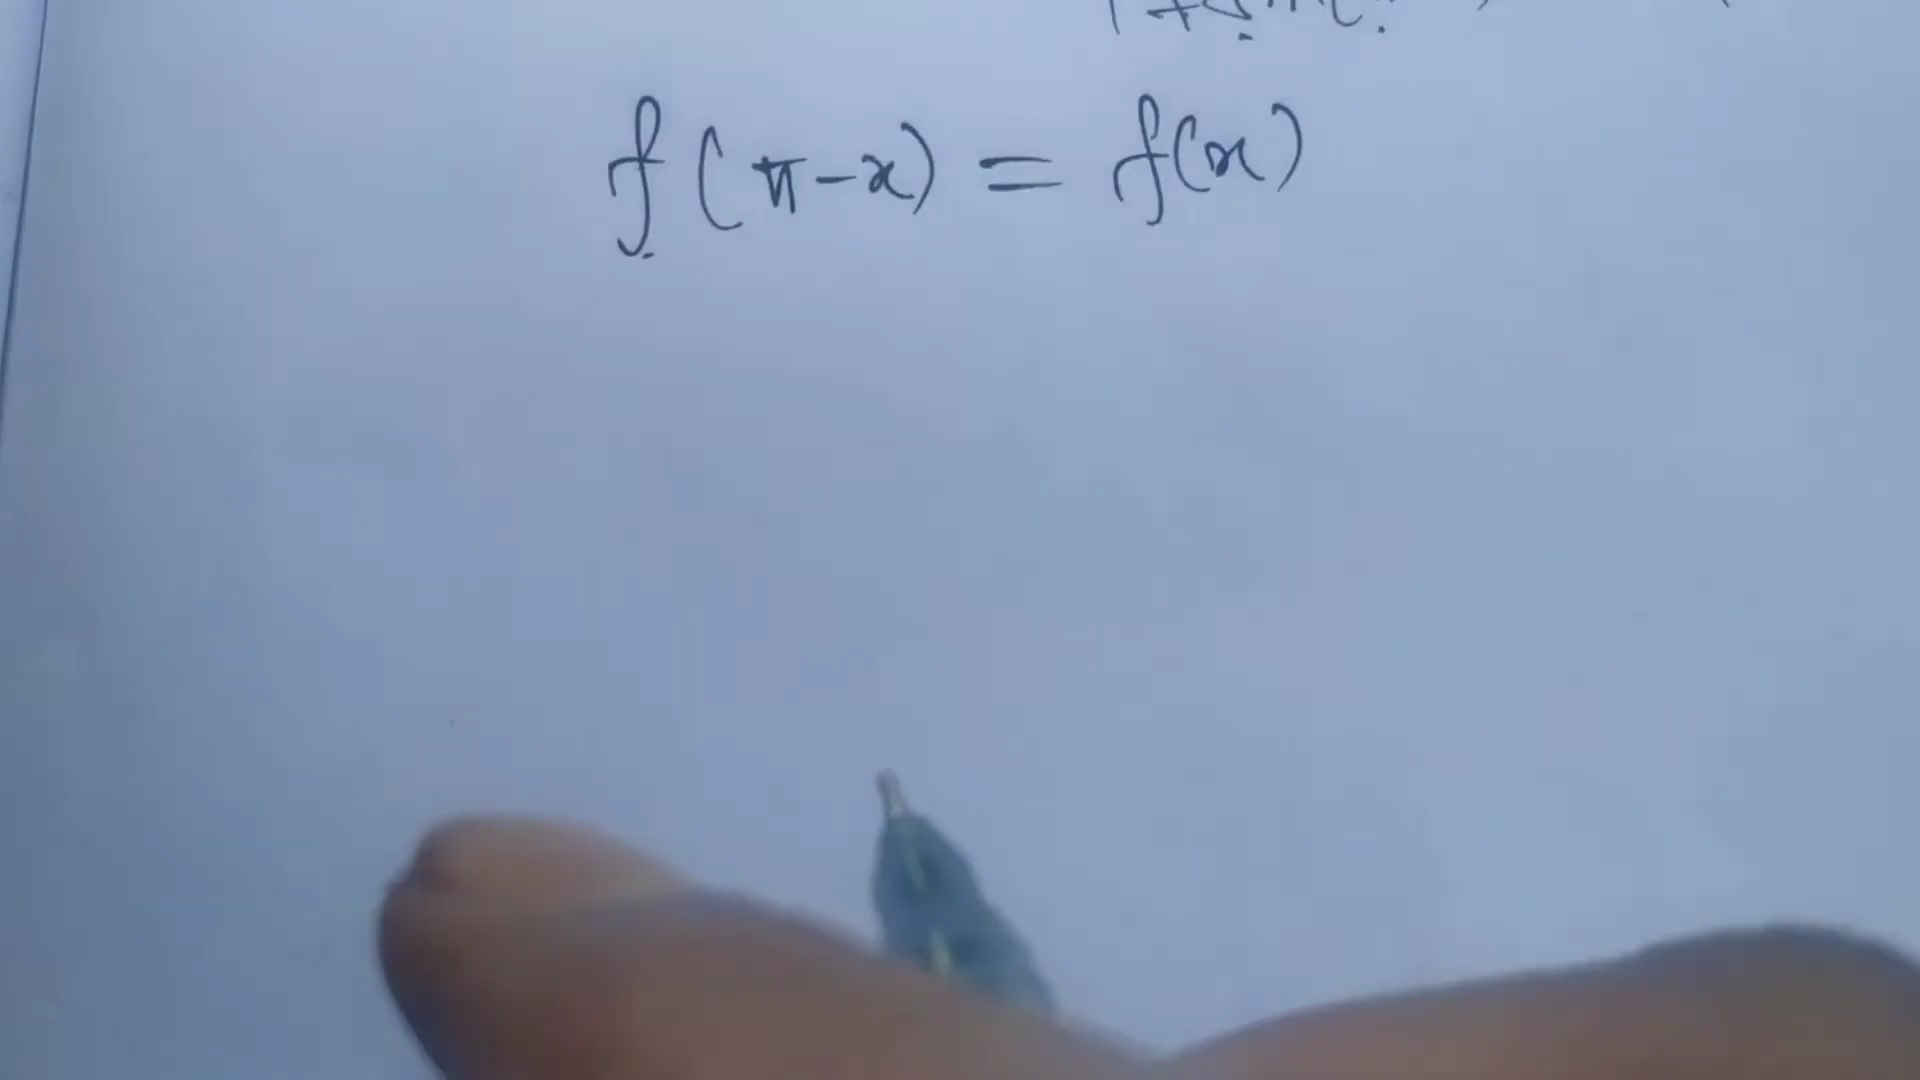 f(π-x) = f(x)